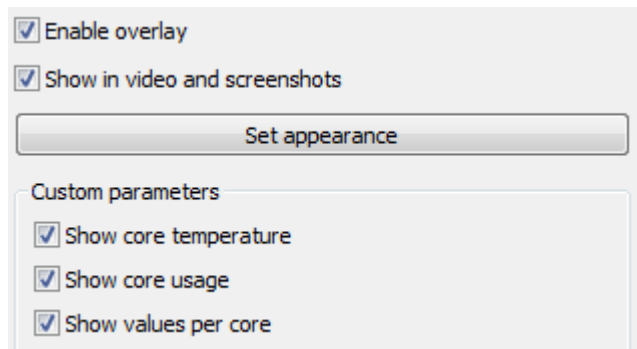 Enable overlay
Show in video and screenshots
Set appearance
Custom parameters
Show core temperature
Show core usage
Show values per core